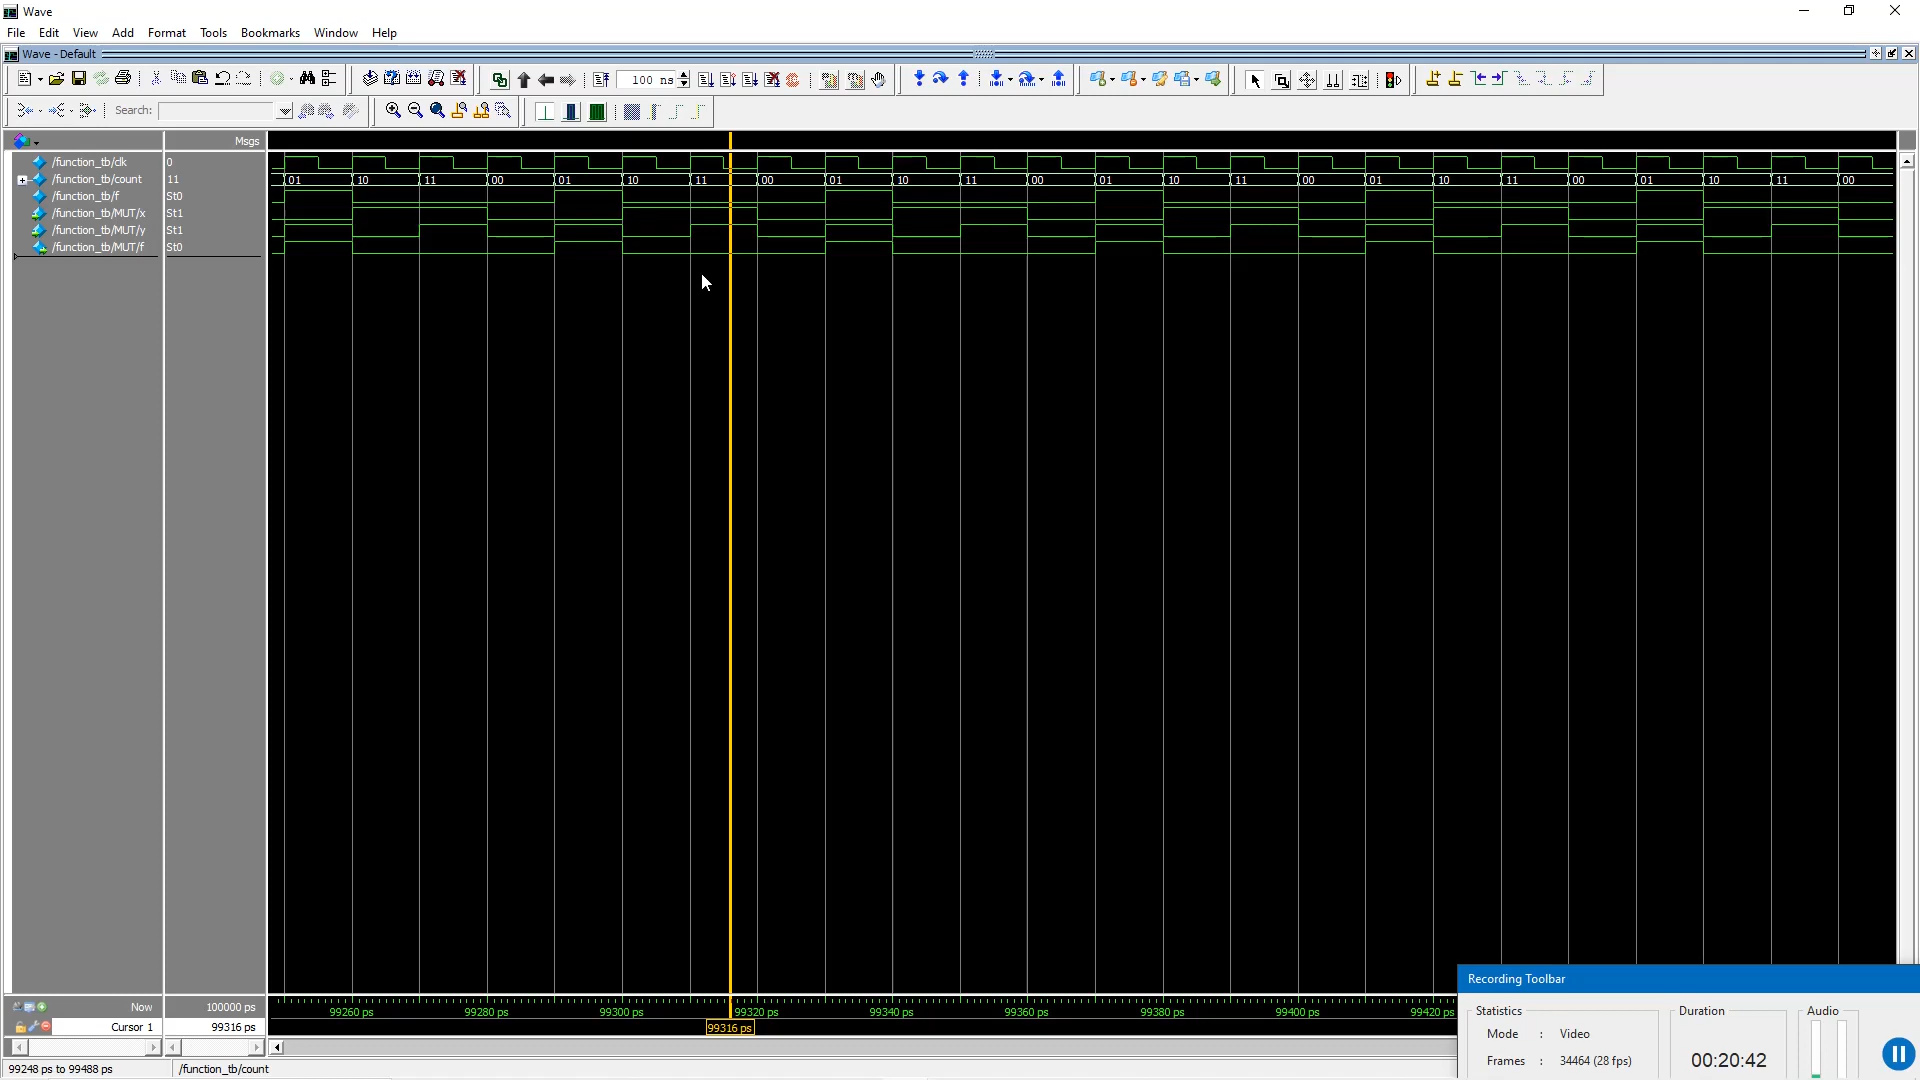 Wave
File Edit View Add Format Tools Bookmarks Window Help
Wave - Default
100 ns
Search:
Msgs
/function_tb/clk 0
/function_tb/count 11 01 10 11 00 01 10 11 00 01 10 11 00 01 10 11 00 01 10 11 00 01 10 11 00
/function_tb/f St0
/function_tb/MUT/x St1
/function_tb/MUT/y St1
/function_tb/MUT/f St0
Recording Toolbar
Now 100000 ps 99260 ps 99280 ps 99300 ps 99320 ps 99340 ps 99360 ps 99380 ps 99400 ps 99420 ps
Statistics Duration Audio
Cursor 1 99316 ps 99316 ps
Mode : Video
Frames : 34464 (28 fps) 00:20:42
99248 ps to 99488 ps /function_tb/count